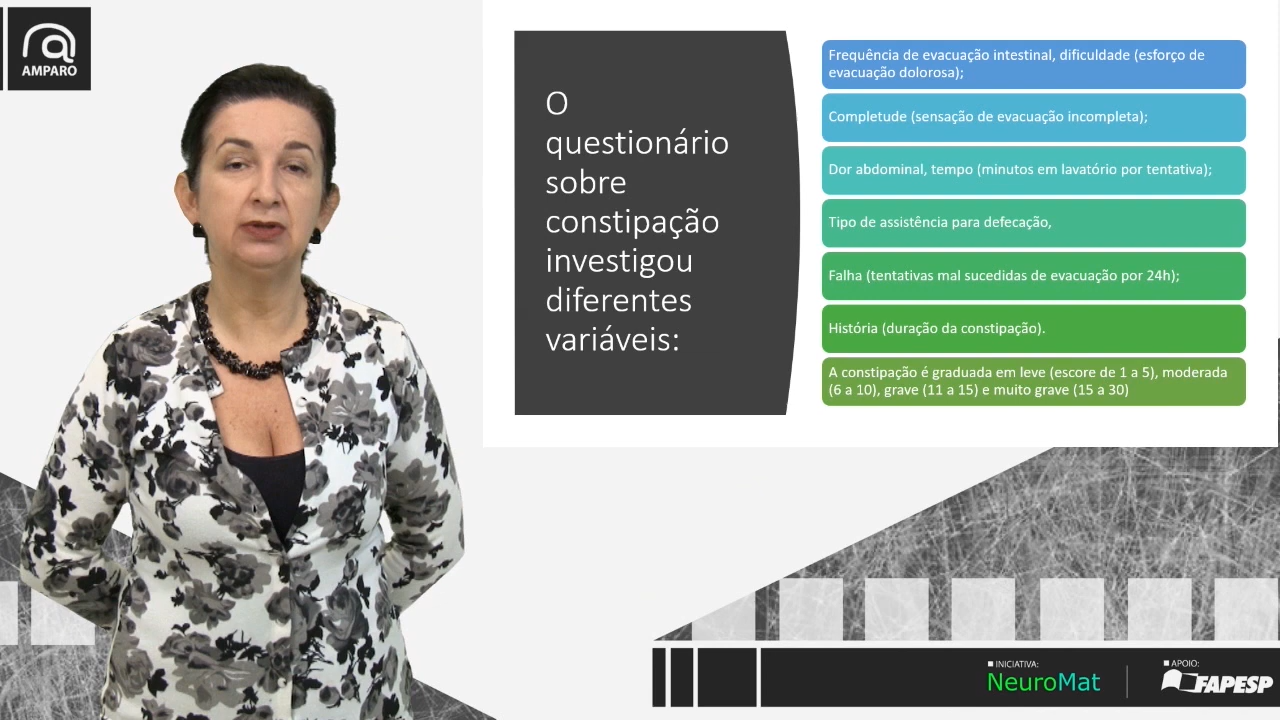 AMPARO
O
questionário
sobre
constipação
investigou
diferentes
variáveis:
Frequência de evacuação intestinal, dificuldade (esforço de
evacuação dolorosa);
Completude (sensação de evacuação incompleta);
Dor abdominal, tempo (minutos em lavatório por tentativa);
Tipo de assistência para defecação,
Falha (tentativas mal sucedidas de evacuação por 24h);
História (duração da constipação).
A constipação é graduada em leve (escore de 1 a 5), moderada
(6 a 10), grave (11 a 15) e muito grave (15 a 30)
INICIATIVA:
NeuroMat
APOIO:
FAPESP